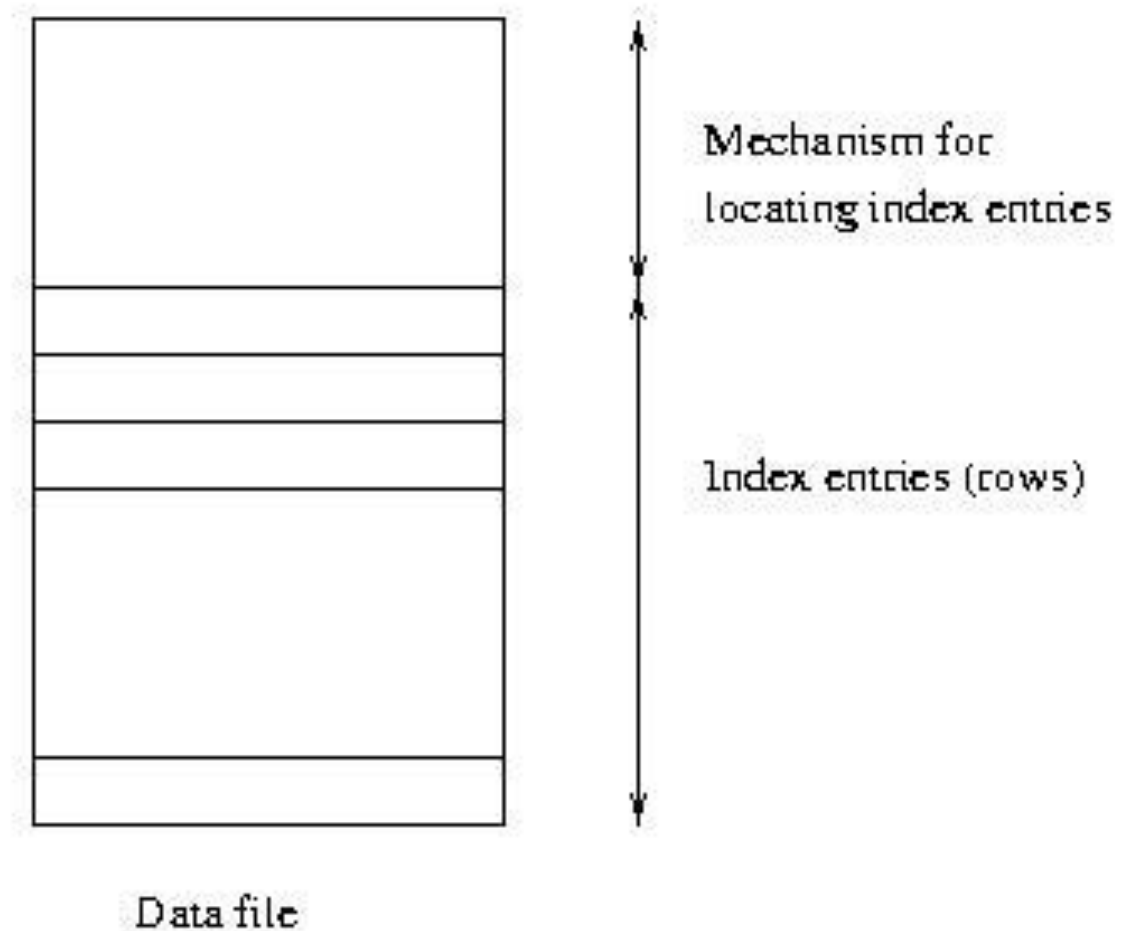 Mechanism for
locating index entries
Index entries (rows)
Data file